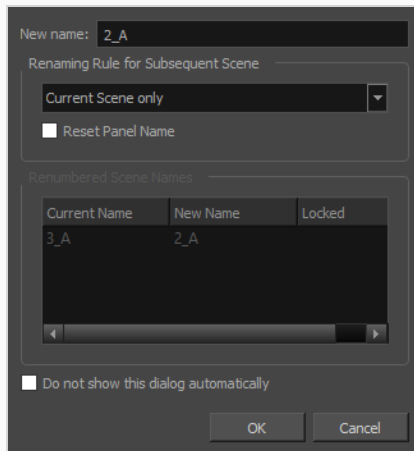 New name: 2_A
Renaming Rule for Subsequent Scene
Current Scene only
Reset Panel Name
Renumbered Scene Names
Current Name New Name Locked
3_A 2_A
Do not show this dialog automatically
OK Cancel